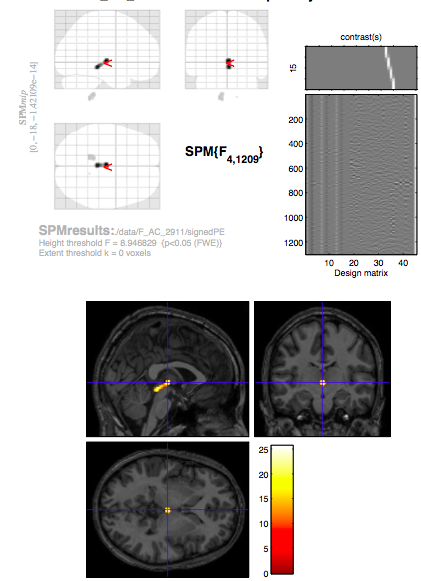 contrast(s)
SPMmip
[0, −18, −1.42109e−14]
15
SPM{F4,1209}
200
400
600
800
1000
1200
10 20 30 40
Design matrix
SPMresults:./data/F_AC_2911/signedPE
Height threshold F = 8.946829 {p<0.05 (FWE)}
Extent threshold k = 0 voxels
25
20
15
10
5
0